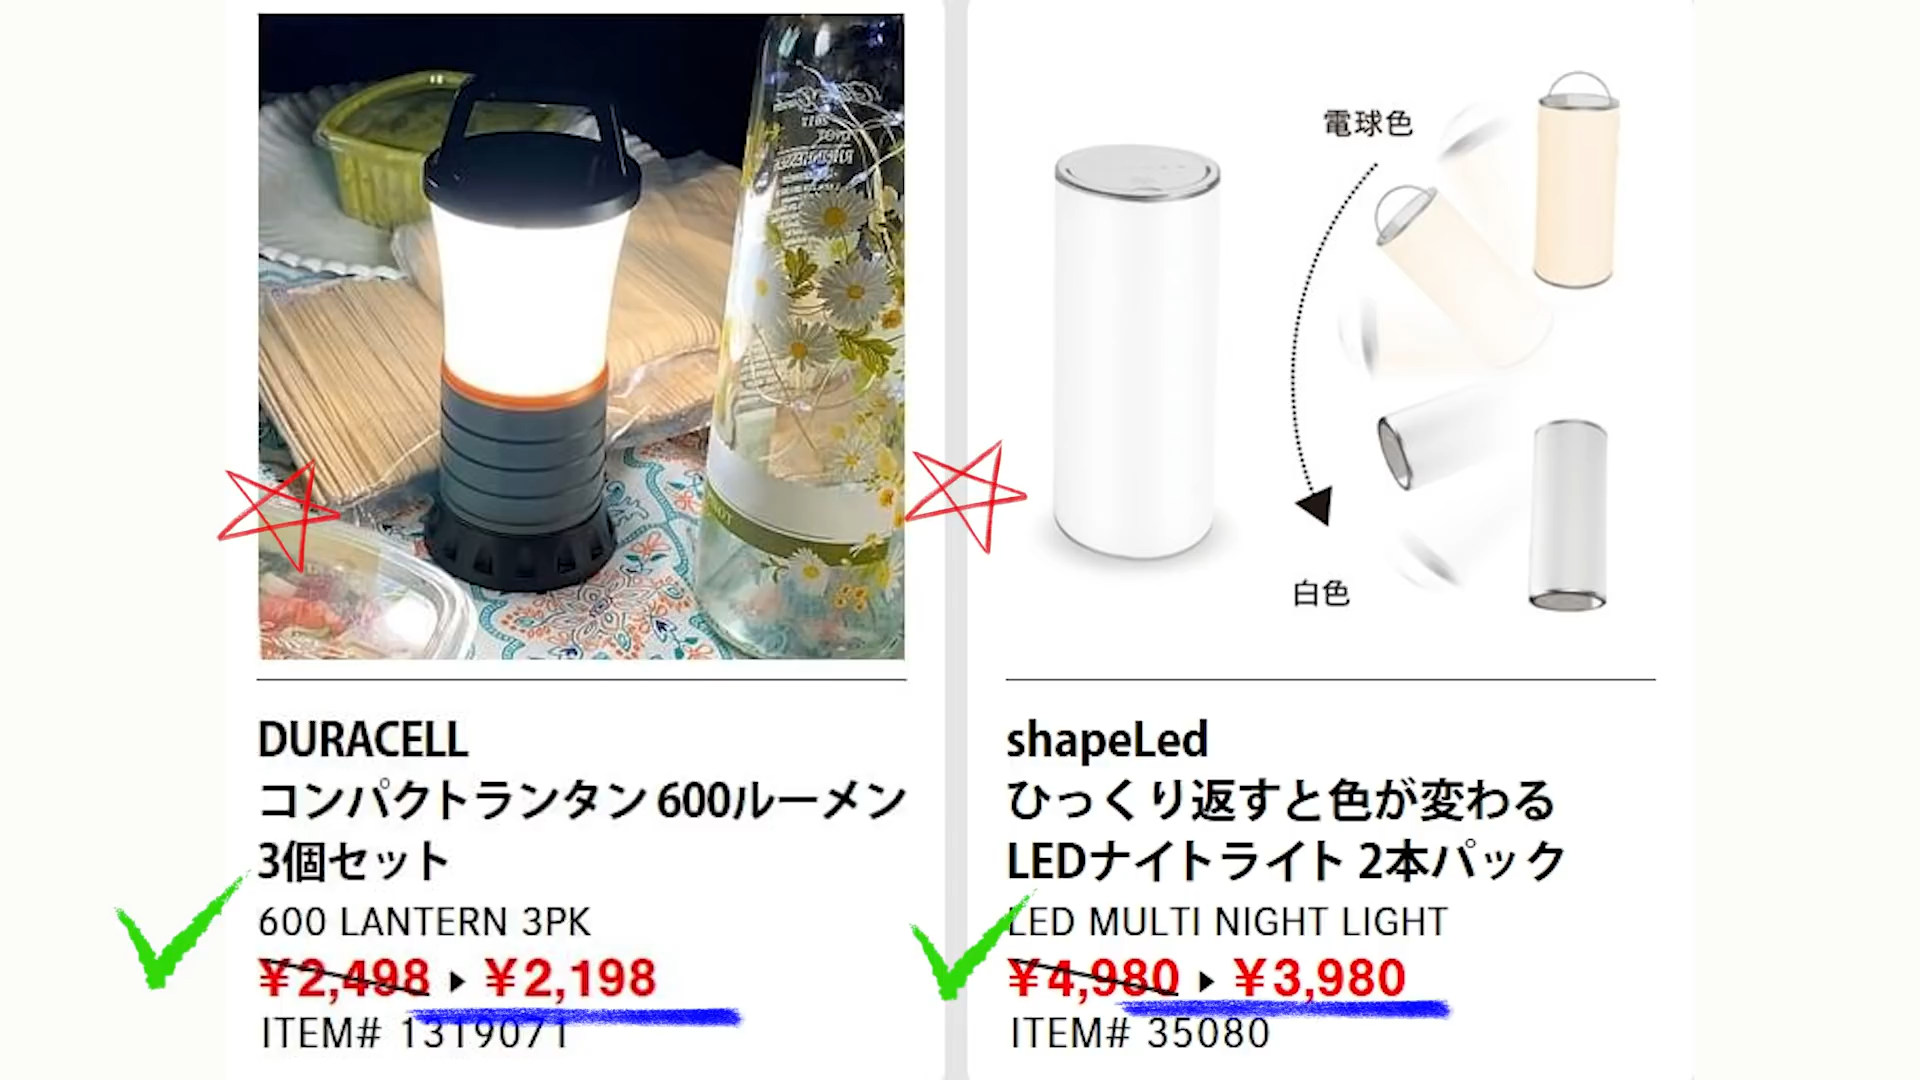 電球色
白色
DURACELL
コンパクトランタン 600ルーメン
3個セット
600 LANTERN 3PK
¥2,498 ▸ ¥2,198
ITEM# 1319071
shapeLed
ひっくり返すと色が変わる
LEDナイトライト 2本パック
LED MULTI NIGHT LIGHT
¥4,980 ▸ ¥3,980
ITEM# 35080